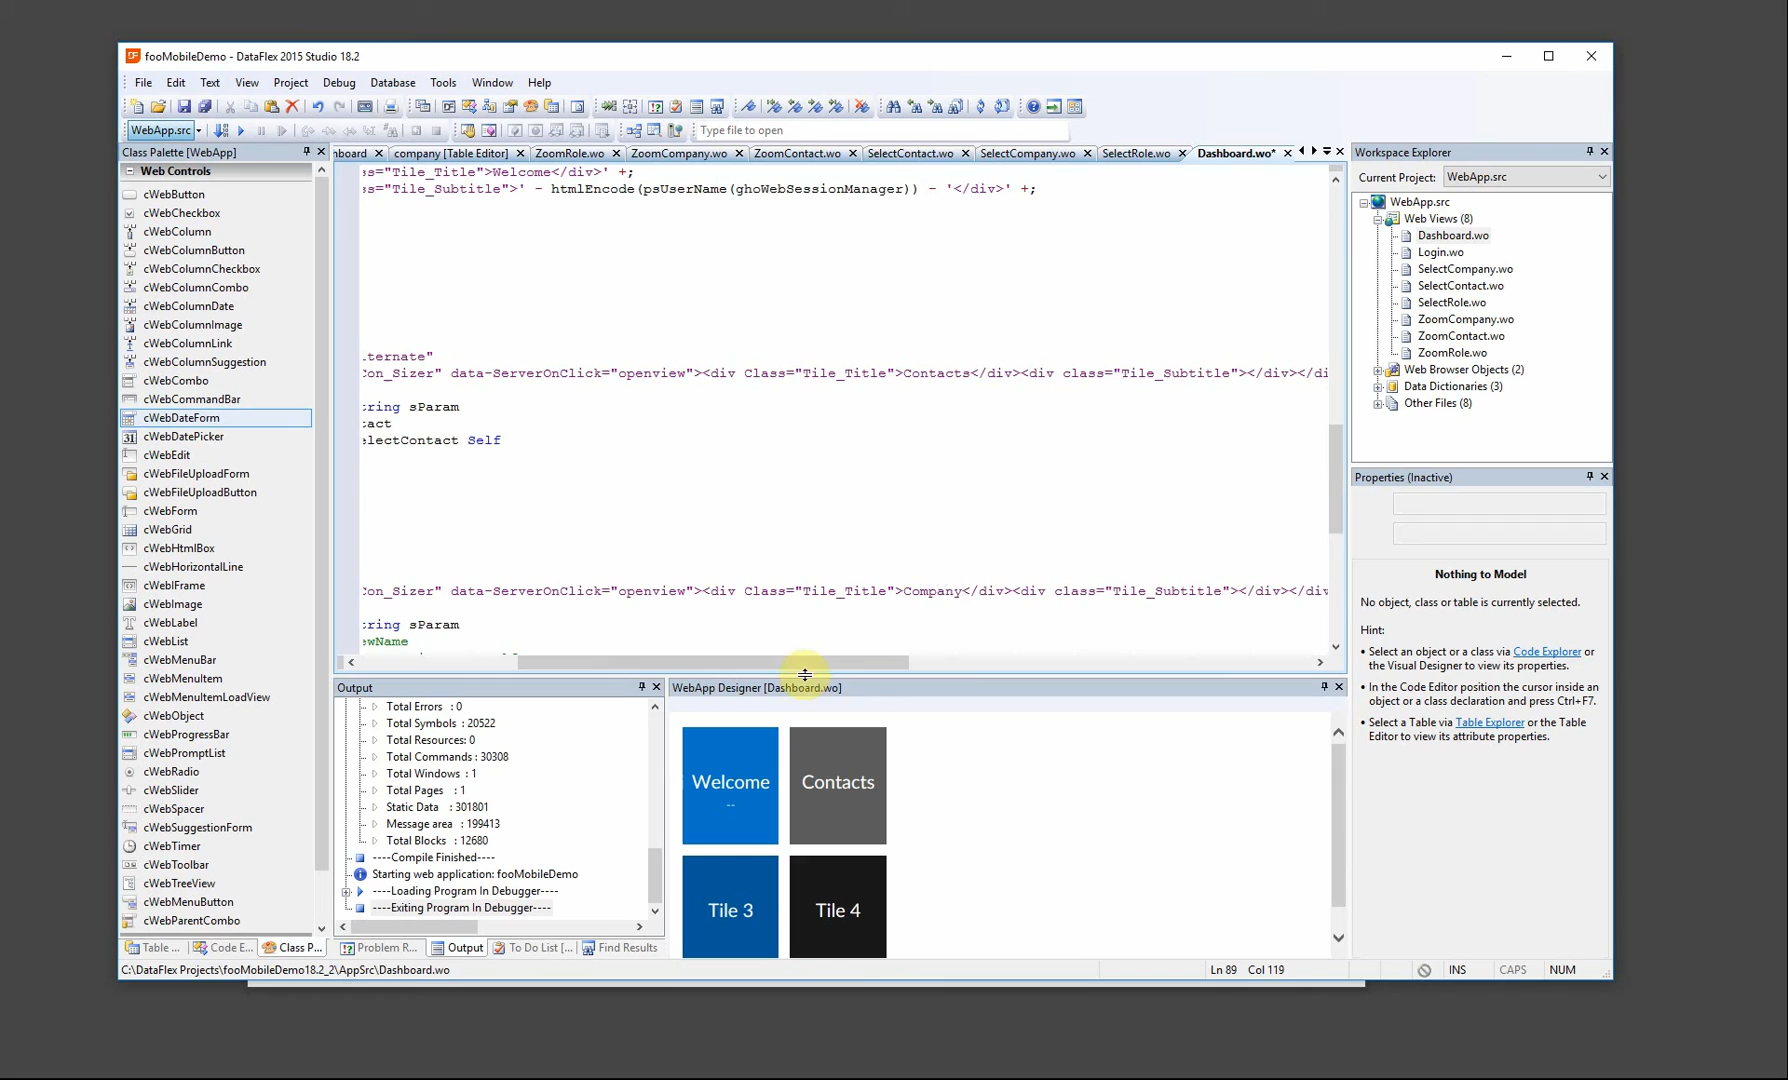 fooMobileDemo - DataFlex 2015 Studio 18.2
File Edit Text View Project Debug Database Tools Window Help
WebApp.src
Type file to open
Class Palette [WebApp]
Web Controls
cWebButton
cWebCheckbox
cWebColumn
cWebColumnButton
cWebColumnCheckbox
cWebColumnCombo
cWebColumnDate
cWebColumnImage
cWebColumnLink
cWebColumnSuggestion
cWebCombo
cWebCommandBar
cWebDateForm
cWebDatePicker
cWebEdit
cWebFileUploadForm
cWebFileUploadButton
cWebForm
cWebGrid
cWebHtmlBox
cWebHorizontalLine
cWebIFrame
cWebImage
cWebLabel
cWebList
cWebMenuBar
cWebMenuItem
cWebMenuItemLoadView
cWebObject
cWebProgressBar
cWebPromptList
cWebRadio
cWebSlider
cWebSpacer
cWebSuggestionForm
cWebTimer
cWebToolbar
cWebTreeView
cWebMenuButton
cWebParentCombo
Table ... Code E... Class P...
board company [Table Editor] ZoomRole.wo ZoomCompany.wo ZoomContact.wo SelectContact.wo SelectCompany.wo SelectRole.wo Dashboard.wo*
ss="Tile_Title">Welcome</div>' +;
ss="Tile_Subtitle">' - htmlEncode(psUserName(ghoWebSessionManager)) - '</div>' +;
lternate"
con_Sizer" data-ServerOnClick="openview"><div Class="Tile_Title">Contacts</div><div class="Tile_Subtitle"></div></di
tring sParam
tact
electContact Self
con_Sizer" data-ServerOnClick="openview"><div Class="Tile_Title">Company</div><div class="Tile_Subtitle"></div></div
tring sParam
ewName
Output
Total Errors : 0
Total Symbols : 20522
Total Resources: 0
Total Commands : 30308
Total Windows : 1
Total Pages : 1
Static Data : 301801
Message area : 199413
Total Blocks : 12680
----Compile Finished----
Starting web application: fooMobileDemo
----Loading Program In Debugger----
----Exiting Program In Debugger----
Problem R... Output To Do List [... Find Results
WebApp Designer [Dashboard.wo]
Welcome
--
Contacts
Tile 3
Tile 4
Workspace Explorer
Current Project: WebApp.src
WebApp.src
Web Views (8)
Dashboard.wo
Login.wo
SelectCompany.wo
SelectContact.wo
SelectRole.wo
ZoomCompany.wo
ZoomContact.wo
ZoomRole.wo
Web Browser Objects (2)
Data Dictionaries (3)
Other Files (8)
Properties (Inactive)
Nothing to Model
No object, class or table is currently selected.
Hint:
• Select an object or a class via Code Explorer or
the Visual Designer to view its properties.
• In the Code Editor position the cursor inside an
object or a class declaration and press Ctrl+F7.
• Select a Table via Table Explorer or the Table
Editor to view its attribute properties.
C:\DataFlex Projects\fooMobileDemo18.2_2\AppSrc\Dashboard.wo
Ln 89 Col 119
INS CAPS NUM